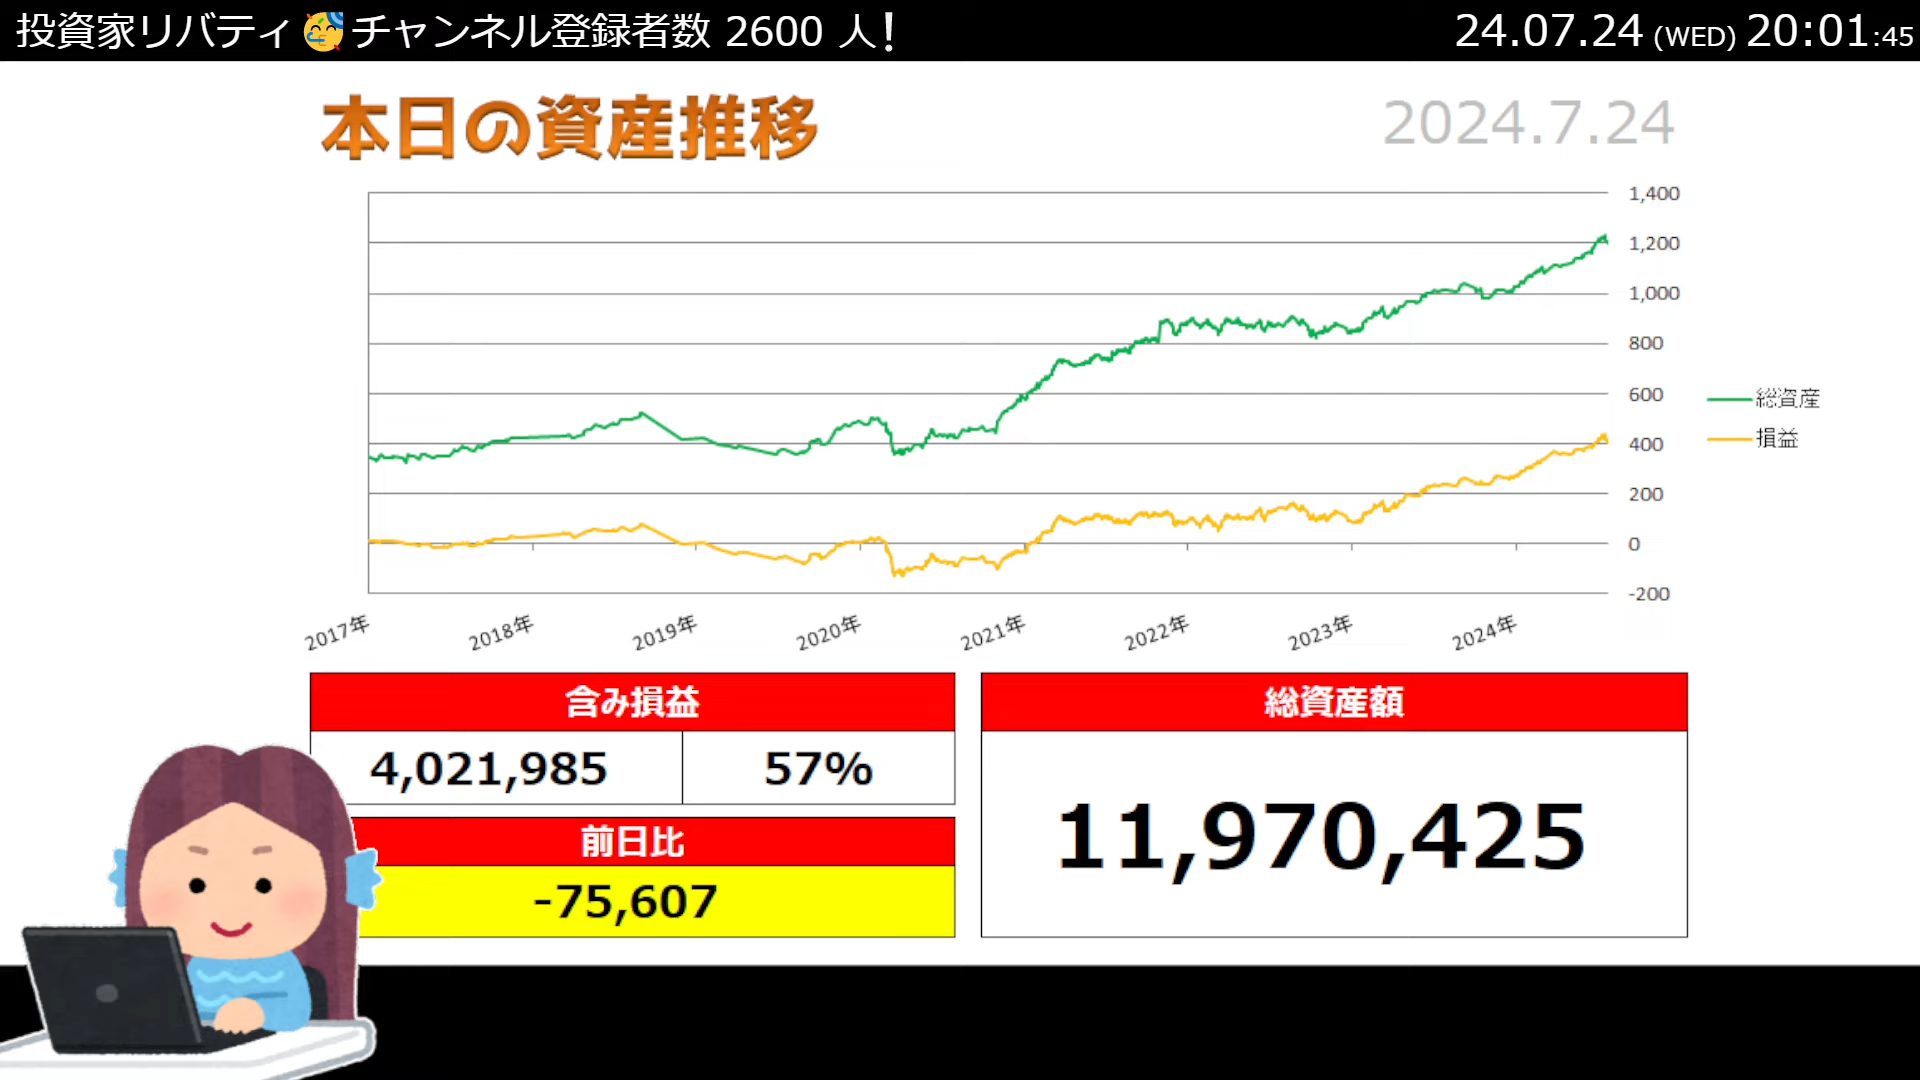 投資家リバティ🥳チャンネル登録者数 2600 人！
24.07.24 (WED) 20:01:45
本日の資産推移
2024.7.24
1,400
1,200
1,000
800
600
400
200
0
-200
総資産
損益
2017年
2018年
2019年
2020年
2021年
2022年
2023年
2024年
含み損益
4,021,985
57%
前日比
-75,607
総資産額
11,970,425